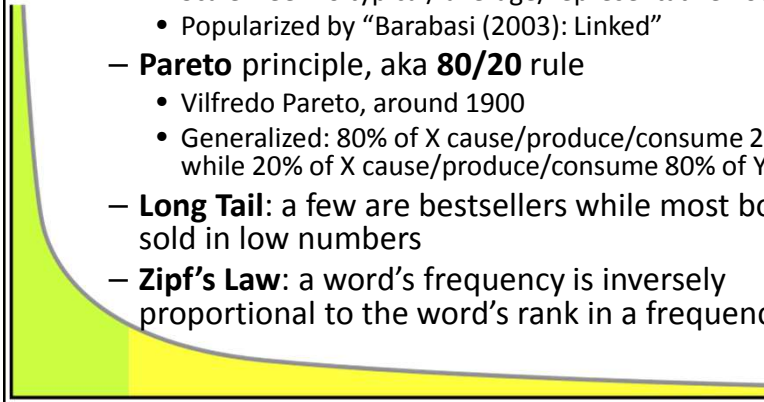 • Popularized by “Barabasi (2003): Linked”
– Pareto principle, aka 80/20 rule
• Vilfredo Pareto, around 1900
• Generalized: 80% of X cause/produce/consume 2
while 20% of X cause/produce/consume 80% of Y
– Long Tail: a few are bestsellers while most bo
sold in low numbers
– Zipf’s Law: a word’s frequency is inversely
proportional to the word’s rank in a frequenc